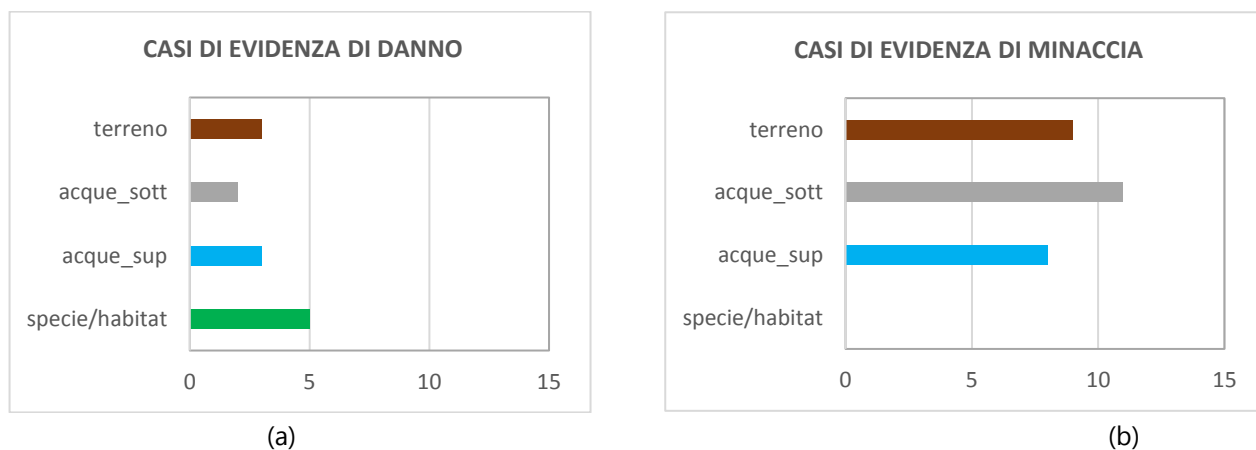 CASI DI EVIDENZA DI DANNO
terreno
acque_sott
acque_sup
specie/habitat
0 5 10 15
(a)
CASI DI EVIDENZA DI MINACCIA
terreno
acque_sott
acque_sup
specie/habitat
0 5 10 15
(b)